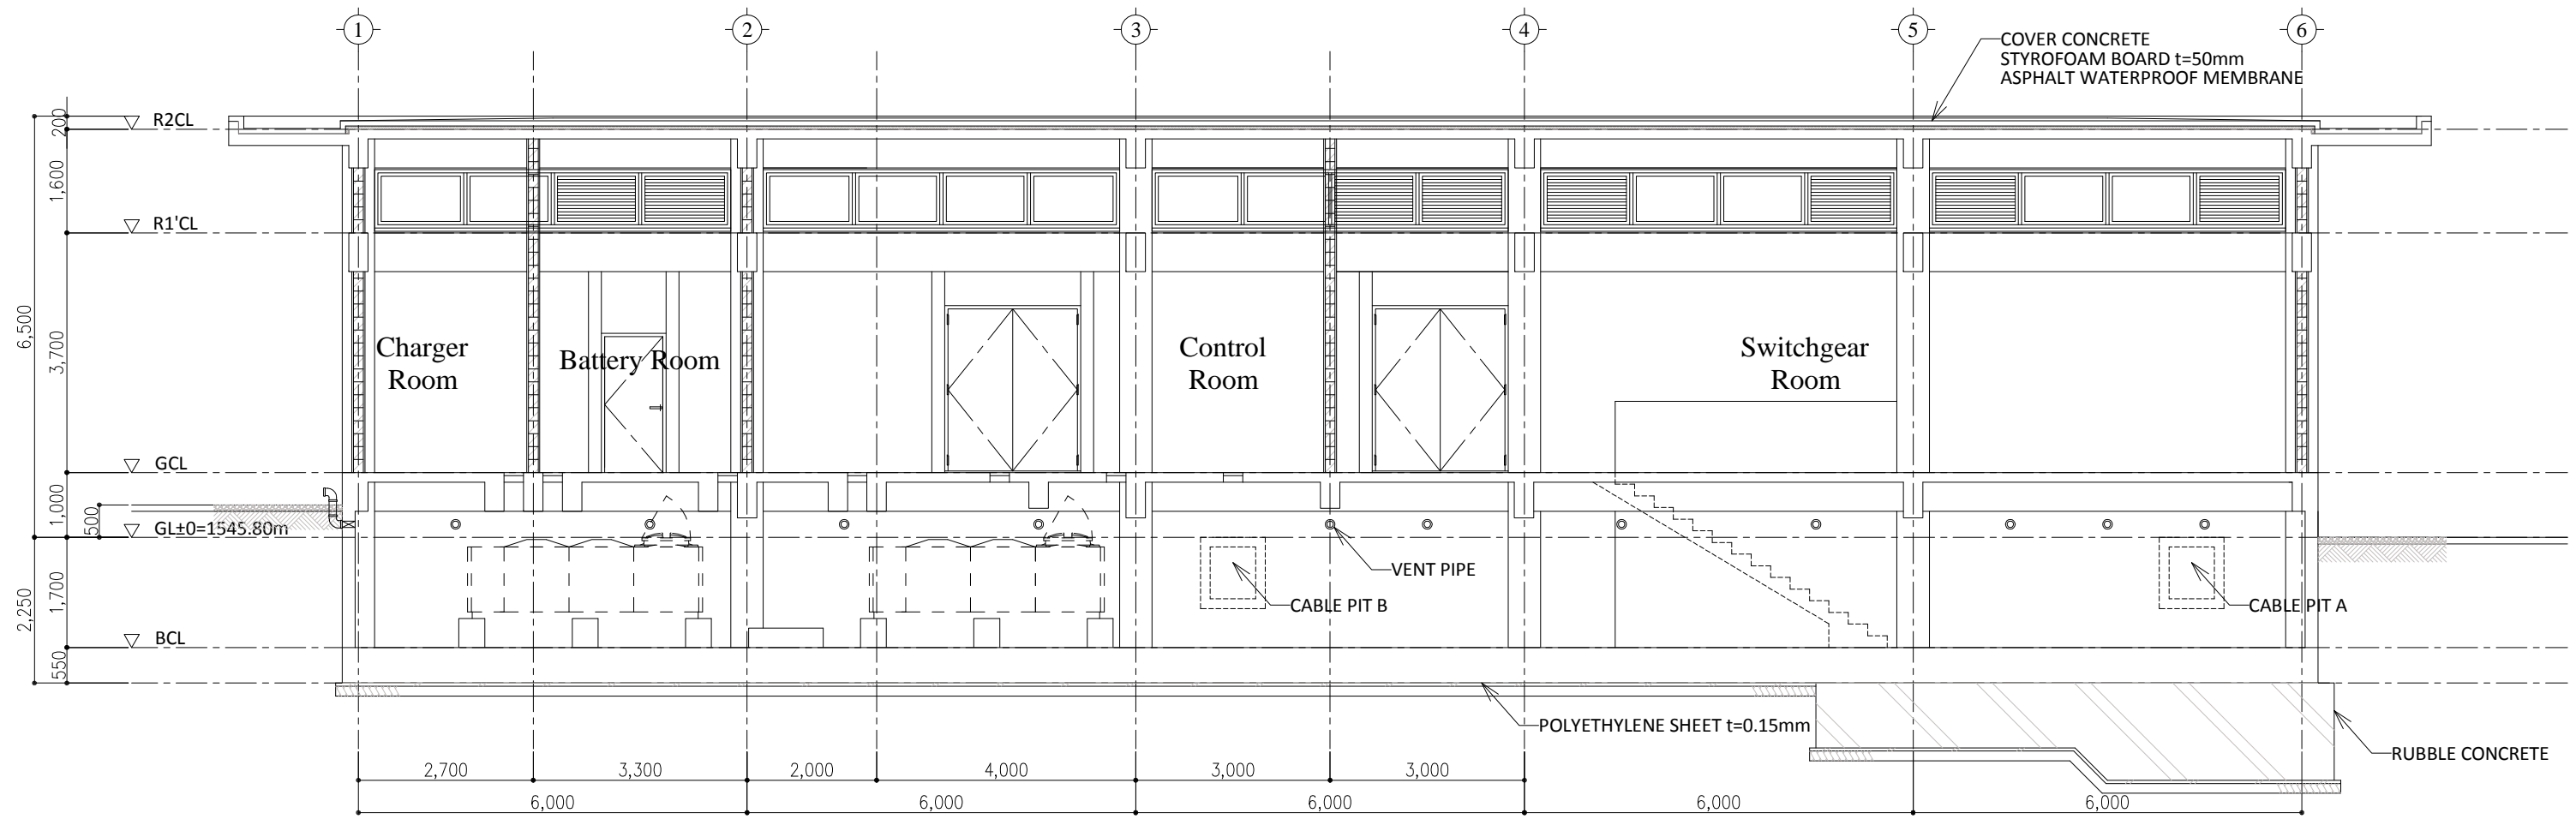 1
2
3
4
5
6
COVER CONCRETE
STYROFOAM BOARD t=50mm
ASPHALT WATERPROOF MEMBRANE
200
R2CL
1,600
R1'CL
6,500
3,700
Charger
Room
Battery Room
Control
Room
Switchgear
Room
GCL
1,000
500
GL±0=1545.80m
VENT PIPE
2,250
1,700
CABLE PIT B
CABLE PIT A
BCL
550
POLYETHYLENE SHEET t=0.15mm
RUBBLE CONCRETE
2,700
3,300
2,000
4,000
3,000
3,000
6,000
6,000
6,000
6,000
6,000